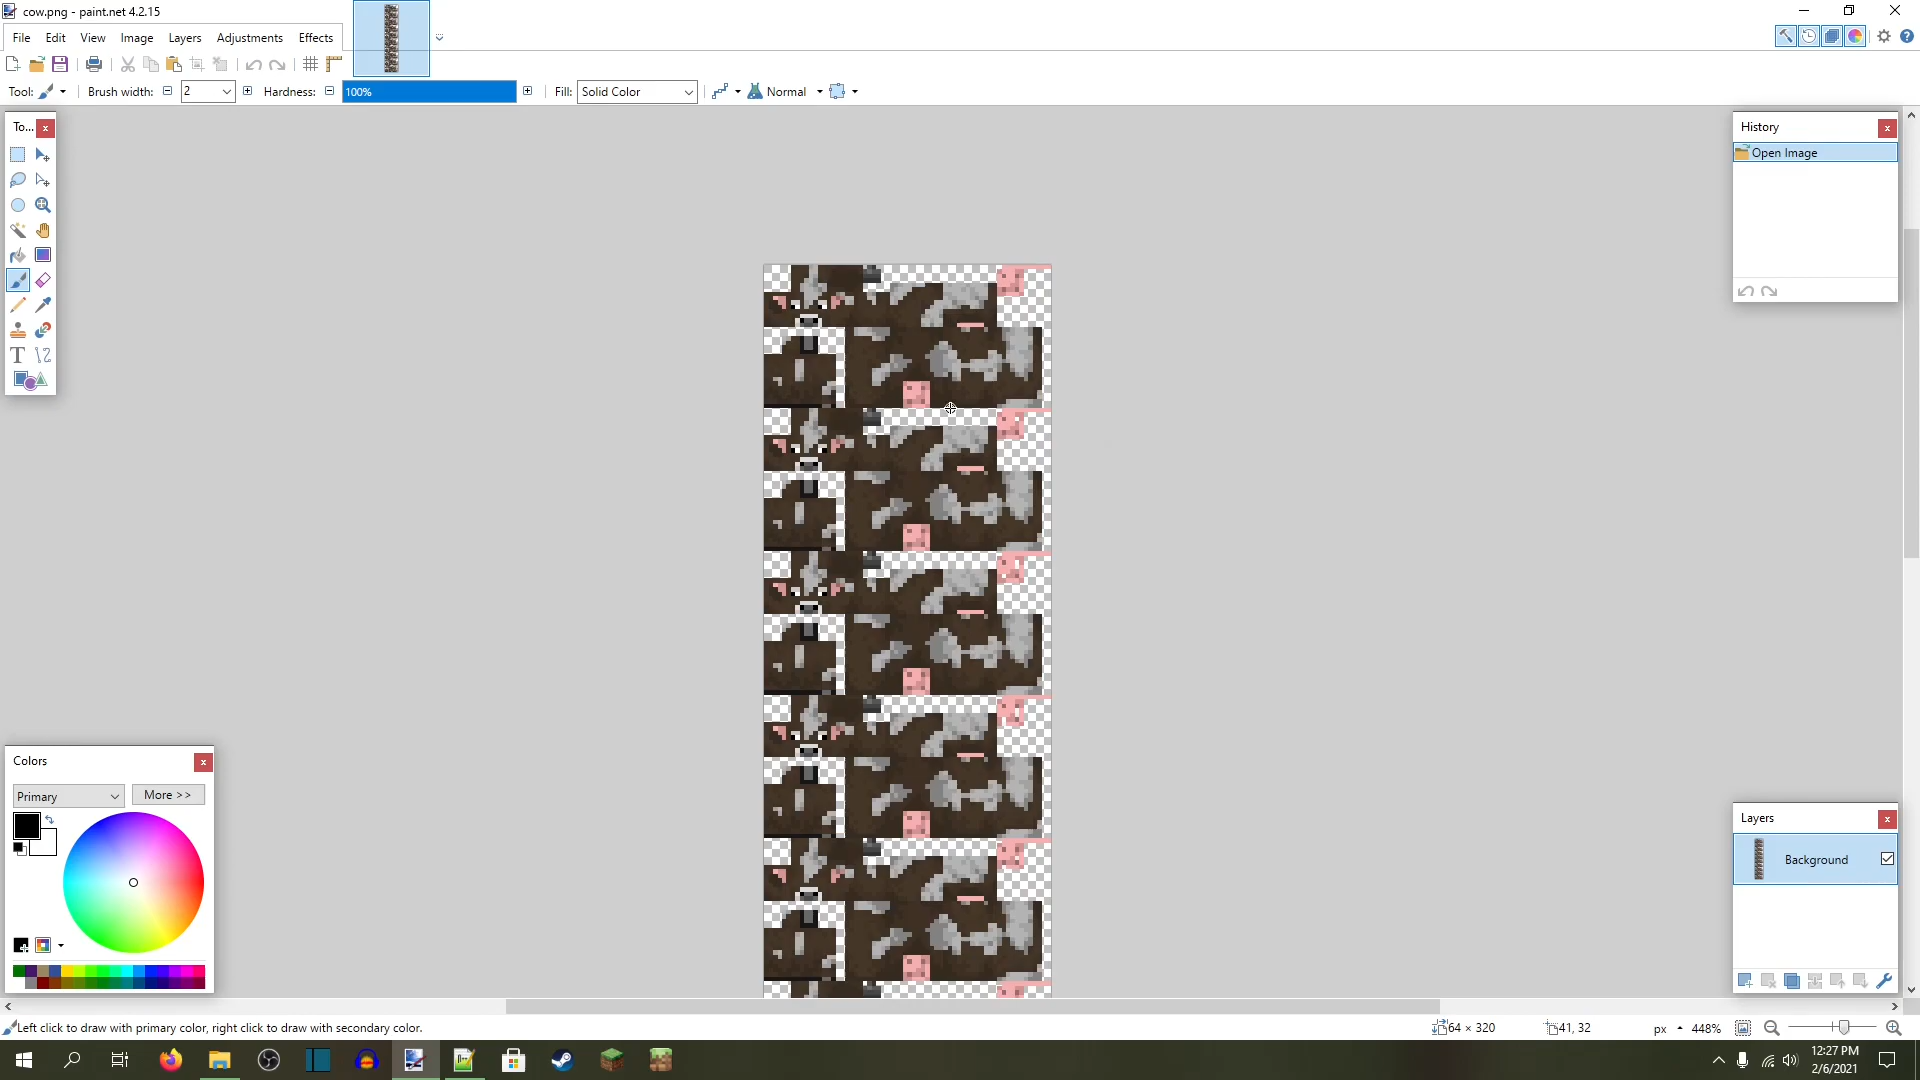 cow.png - paint.net 4.2.15
File Edit View Image Layers Adjustments Effects
Tool: Brush width: 2 Hardness: 100% Fill: Solid Color Normal
To...
History
Open Image
Colors
Primary More >>
Layers
Background
Left click to draw with primary color, right click to draw with secondary color.
64 × 320 41, 32 px 448%
12:27 PM
2/6/2021